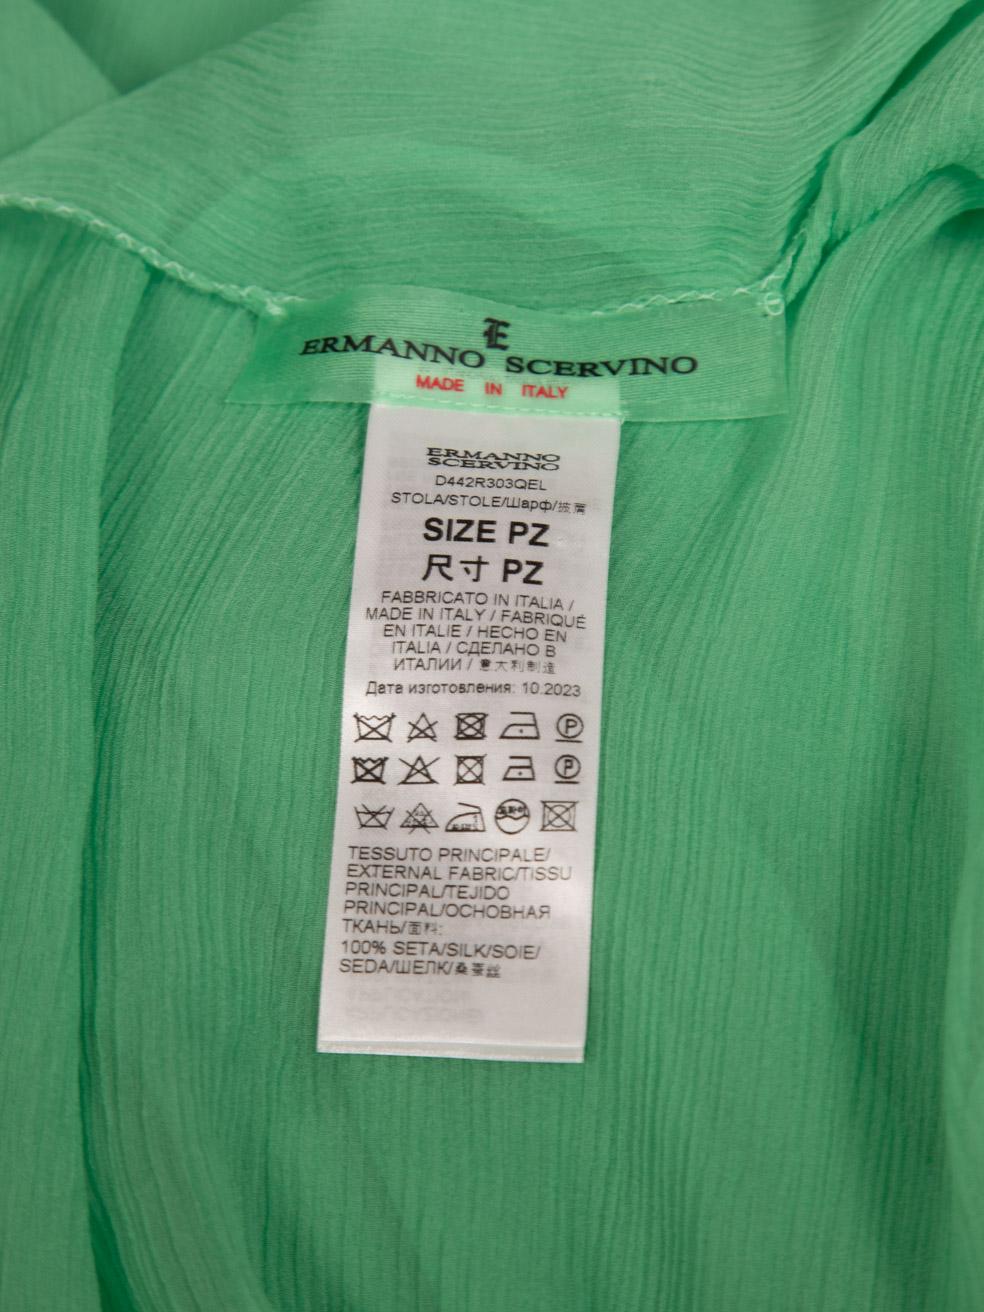 E
ERMANNO SCERVINO
MADE IN ITALY
ERMANNO
SCERVINO
D442R303QEL
STOLA/STOLE/Шарф/披肩
SIZE PZ
尺寸 PZ
FABBRICATO IN ITALIA /
MADE IN ITALY / FABRIQUÉ
EN ITALIE / HECHO EN
ITALIA / СДЕЛАНО В
ИТАЛИИ / 意大利制造
Дата изготовления: 10.2023
P
P
TESSUTO PRINCIPALE/
EXTERNAL FABRIC/TISSU
PRINCIPAL/TEJIDO
PRINCIPAL/ОСНОВНАЯ
ТКАНЬ/面料:
100% SETA/SILK/SOIE/
SEDA/ШЕЛК/桑蚕丝